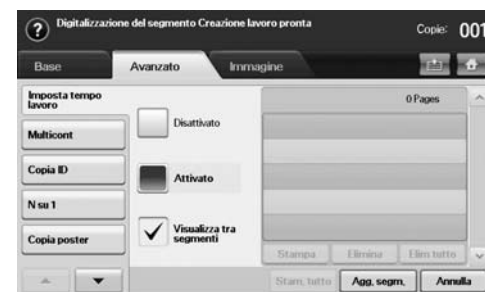 Digitalizzazione del segmento Creazione lavoro pronta
Copie: 001
Base
Avanzato
Immagine
Imposta tempo
lavoro
Multicont
Copia ID
N su 1
Copia poster
Disattivato
Attivato
Visualizza tra
segmenti
0 Pages
Stampa
Elimina
Elim tutto
Stam. tutto
Agg. segm.
Annulla